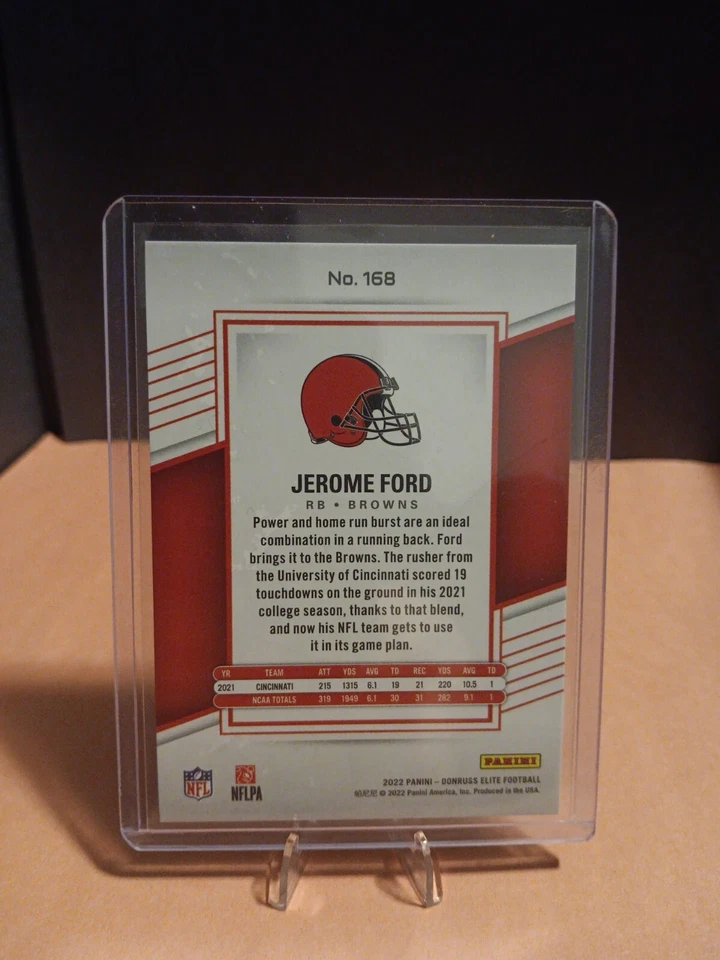 No. 168
JEROME FORD
RB • BROWNS
Power and home run burst are an ideal
combination in a running back. Ford
brings it to the Browns. The rusher from
the University of Cincinnati scored 19
touchdowns on the ground in his 2021
college season, thanks to that blend,
and now his NFL team gets to use
it in its game plan.
YR TEAM ATT YDS AVG TD REC YDS AVG TD
2021 CINCINNATI 215 1315 6.1 19 21 220 10.5 1
NCAA TOTALS 319 1949 6.1 30 31 282 9.1 1
PANINI
2022 PANINI – DONRUSS ELITE FOOTBALL
帕尼尼 © 2022 Panini America, Inc. Produced in the USA.
NFL
NFLPA